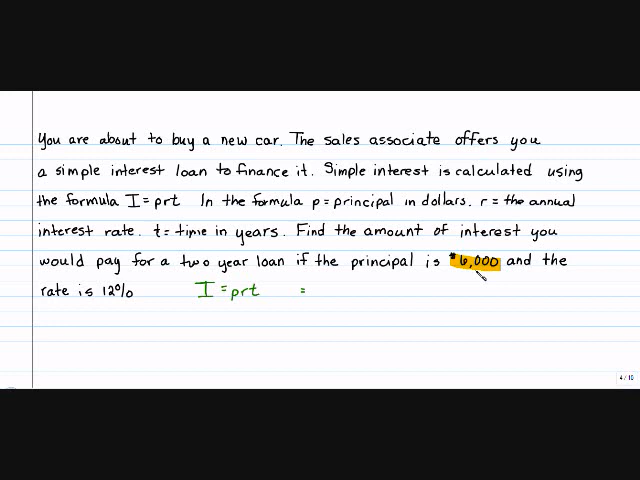 You are about to buy a new car. The sales associate offers you
a simple interest loan to finance it. Simple interest is calculated using
the formula I = prt In the formula p = principal in dollars. r = the annual
interest rate. t = time in years. Find the amount of interest you
would pay for a two year loan if the principal is $6,000 and the
rate is 12% I = prt =
4 / 10